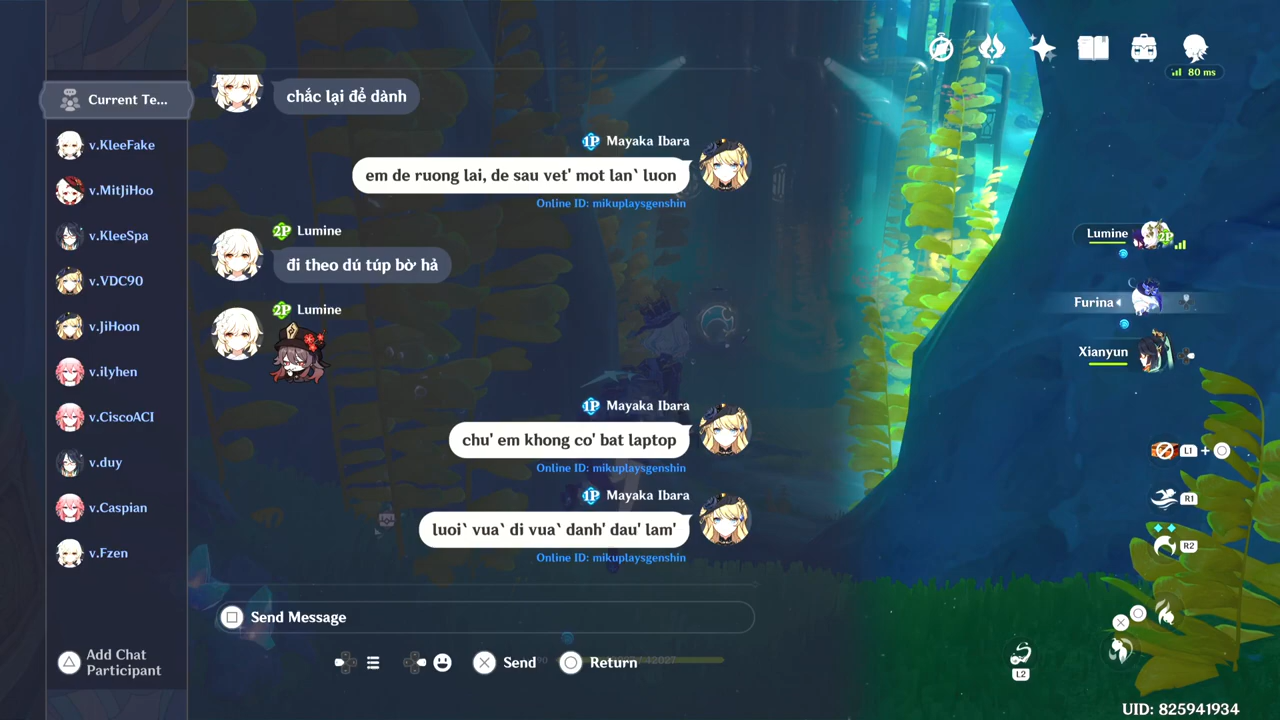 Current Te...
v.KleeFake
v.MitJiHoo
v.KleeSpa
v.VDC90
v.JiHoon
v.ilyhen
v.CiscoACI
v.duy
v.Caspian
v.Fzen
Add Chat
Participant
chắc lại để dành
1P Mayaka Ibara
em de ruong lai, de sau vet' mot lan` luon
Online ID: mikuplaysgenshin
2P Lumine
đi theo dú túp bờ hả
2P Lumine
1P Mayaka Ibara
chu' em khong co' bat laptop
Online ID: mikuplaysgenshin
1P Mayaka Ibara
luoi` vua` di vua` danh' dau' lam'
Online ID: mikuplaysgenshin
Send Message
Send
Return
80 ms
Lumine
2P
Furina
Xianyun
L1 +
R1
R2
L2
UID: 825941934